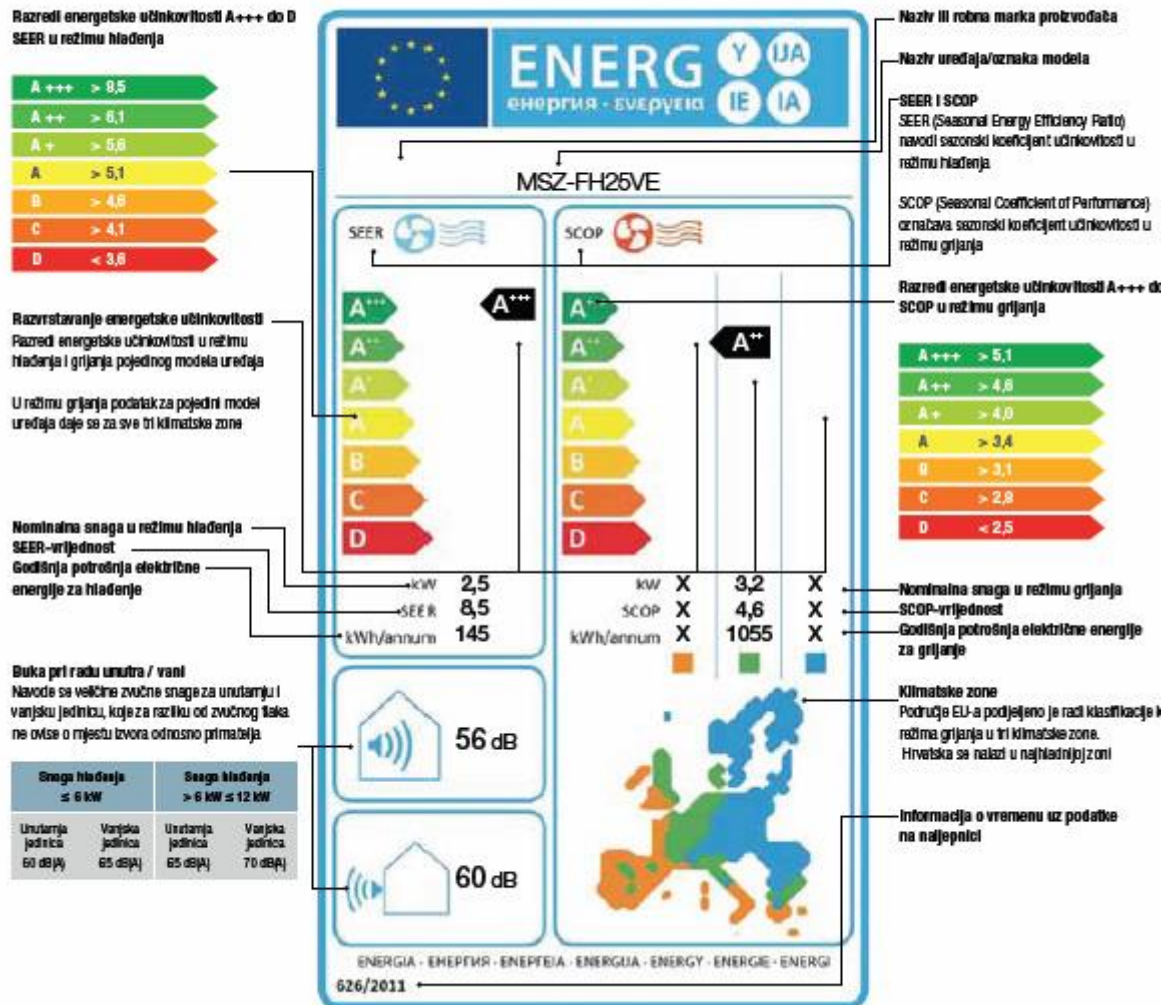 Razredi energetske učinkovitosti A+++ do D
SEER u režimu hlađenja
A +++ > 8,5
A ++ > 6,1
A + > 5,6
A > 5,1
B > 4,6
C > 4,1
D < 3,6
Razvrstavanje energetske učinkovitosti
Razredi energetske učinkovitosti u režimu
hlađenja i grijanja pojedinog modela uređaja
U režimu grijanja podatak za pojedini model
uređaja daje se za sve tri klimatske zone
Nominalna snaga u režimu hlađenja
SEER-vrijednost
Godišnja potrošnja električne
energije za hlađenje
Buka pri radu unutra / vani
Navode se veličine zvučne snage za unutarnju i
vanjsku jedinicu, koje za razliku od zvučnog tlaka
ne ovise o mjestu izvora odnosno primatelja
Snaga hlađenja
≤ 6 kW
Snaga hlađenja
> 6 kW ≤ 12 kW
Unutarnja
jedinica
60 dB(A)
Vanjska
jedinica
65 dB(A)
Unutarnja
jedinica
65 dB(A)
Vanjska
jedinica
70 dB(A)
ENERG
енергия · ενεργεια
Y IJA
IE IA
MSZ-FH25VE
SEER
A+++
A+++
A++
A+
A
B
C
D
kW 2,5
SEER 8,5
kWh/annum 145
SCOP
A+
A++
A++
A+
A
B
C
D
kW X 3,2 X
SCOP X 4,6 X
kWh/annum X 1055 X
56 dB
60 dB
ENERGIA · ЕНЕРГИЯ · ΕΝΕΡΓΕΙΑ · ENERGIJA · ENERGY · ENERGIE · ENERGI
626/2011
Naziv ili robna marka proizvođača
Naziv uređaja/oznaka modela
SEER I SCOP
SEER (Seasonal Energy Efficiency Ratio)
navodi sezonski koeficijent učinkovitosti u
režimu hlađenja
SCOP (Seasonal Coefficient of Performance)
označava sezonski koeficijent učinkovitosti u
režimu grijanja
Razredi energetske učinkovitosti A+++ do
SCOP u režimu grijanja
A +++ > 5,1
A ++ > 4,6
A + > 4,0
A > 3,4
B > 3,1
C > 2,8
D < 2,5
Nominalna snaga u režimu grijanja
SCOP-vrijednost
Godišnja potrošnja električne energije
za grijanje
Klimatske zone
Područje EU-a podijeljeno je radi klasifikacije k
režima grijanja u tri klimatske zone.
Hrvatska se nalazi u najhladnijoj zoni
Informacija o vremenu uz podatke
na naljepnici